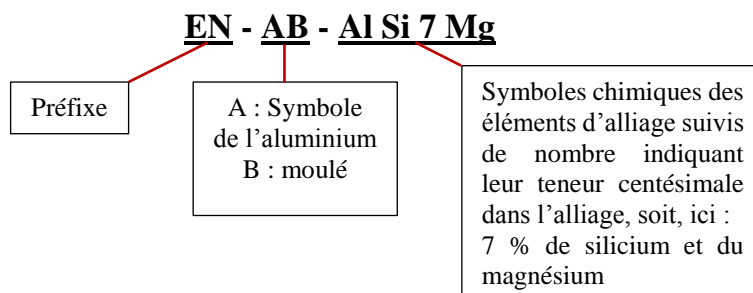 EN - AB - Al Si 7 Mg
Préfixe
A : Symbole
de l’aluminium
B : moulé
Symboles chimiques des
éléments d’alliage suivis
de nombre indiquant
leur teneur centésimale
dans l’alliage, soit, ici :
7 % de silicium et du
magnésium